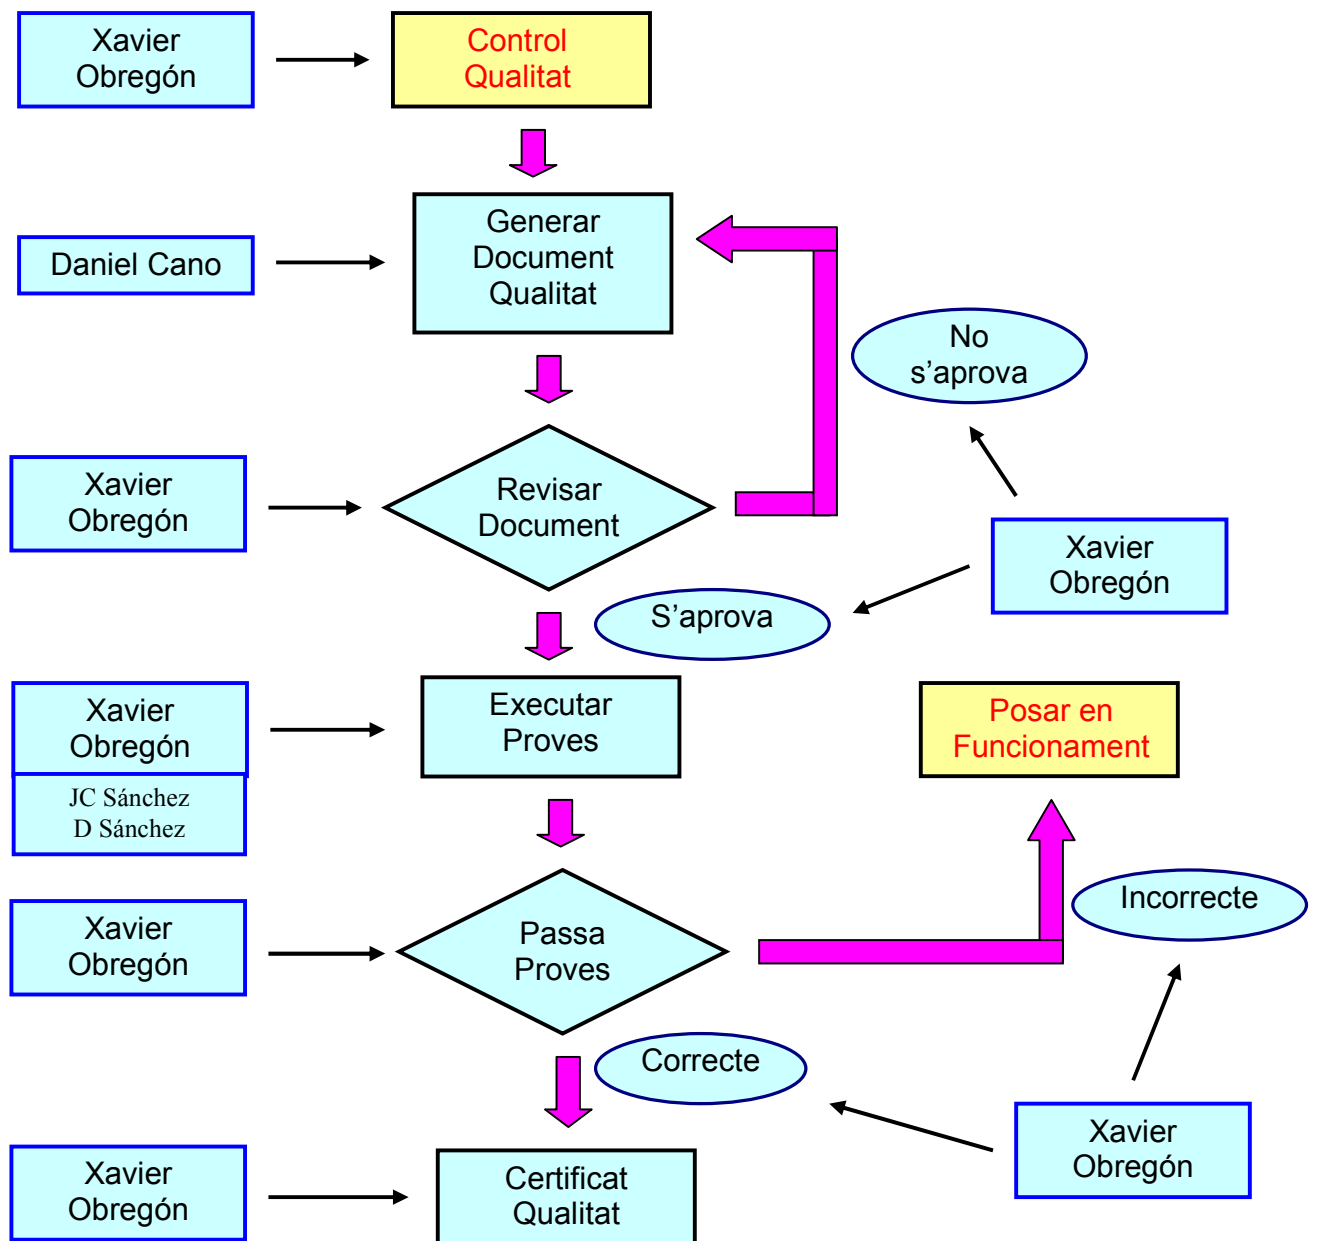 Xavier
Obregón
Control
Qualitat
Generar
Document
Qualitat
Daniel Cano
No
s’aprova
Xavier
Obregón
Revisar
Document
Xavier
Obregón
S’aprova
Xavier
Obregón
JC Sánchez
D Sánchez
Executar
Proves
Posar en
Funcionament
Xavier
Obregón
Passa
Proves
Incorrecte
Correcte
Xavier
Obregón
Xavier
Obregón
Certificat
Qualitat